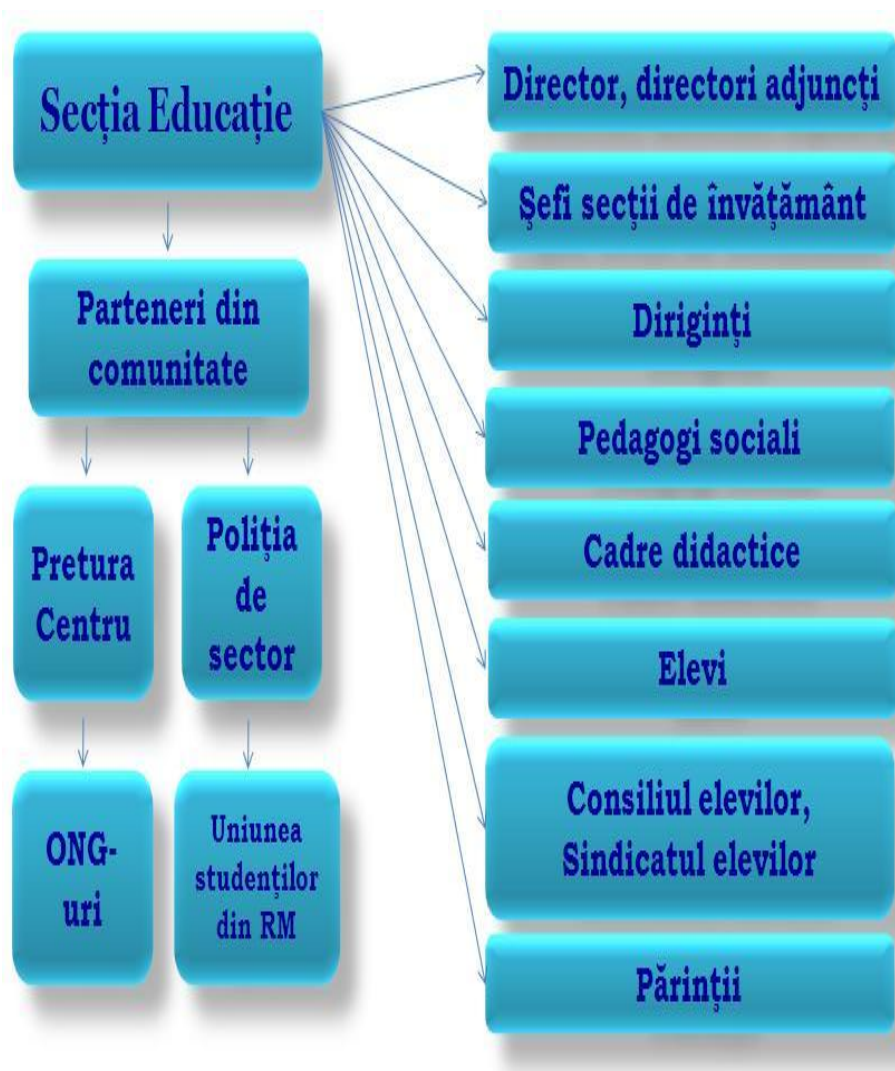 Secția Educație
Parteneri din
comunitate
Pretura
Centru
Poliția
de
sector
ONG-
uri
Uniunea
studenților
din RM
Director, directori adjuncți
Șefi secții de învățământ
Diriginți
Pedagogi sociali
Cadre didactice
Elevi
Consiliul elevilor,
Sindicatul elevilor
Părinții